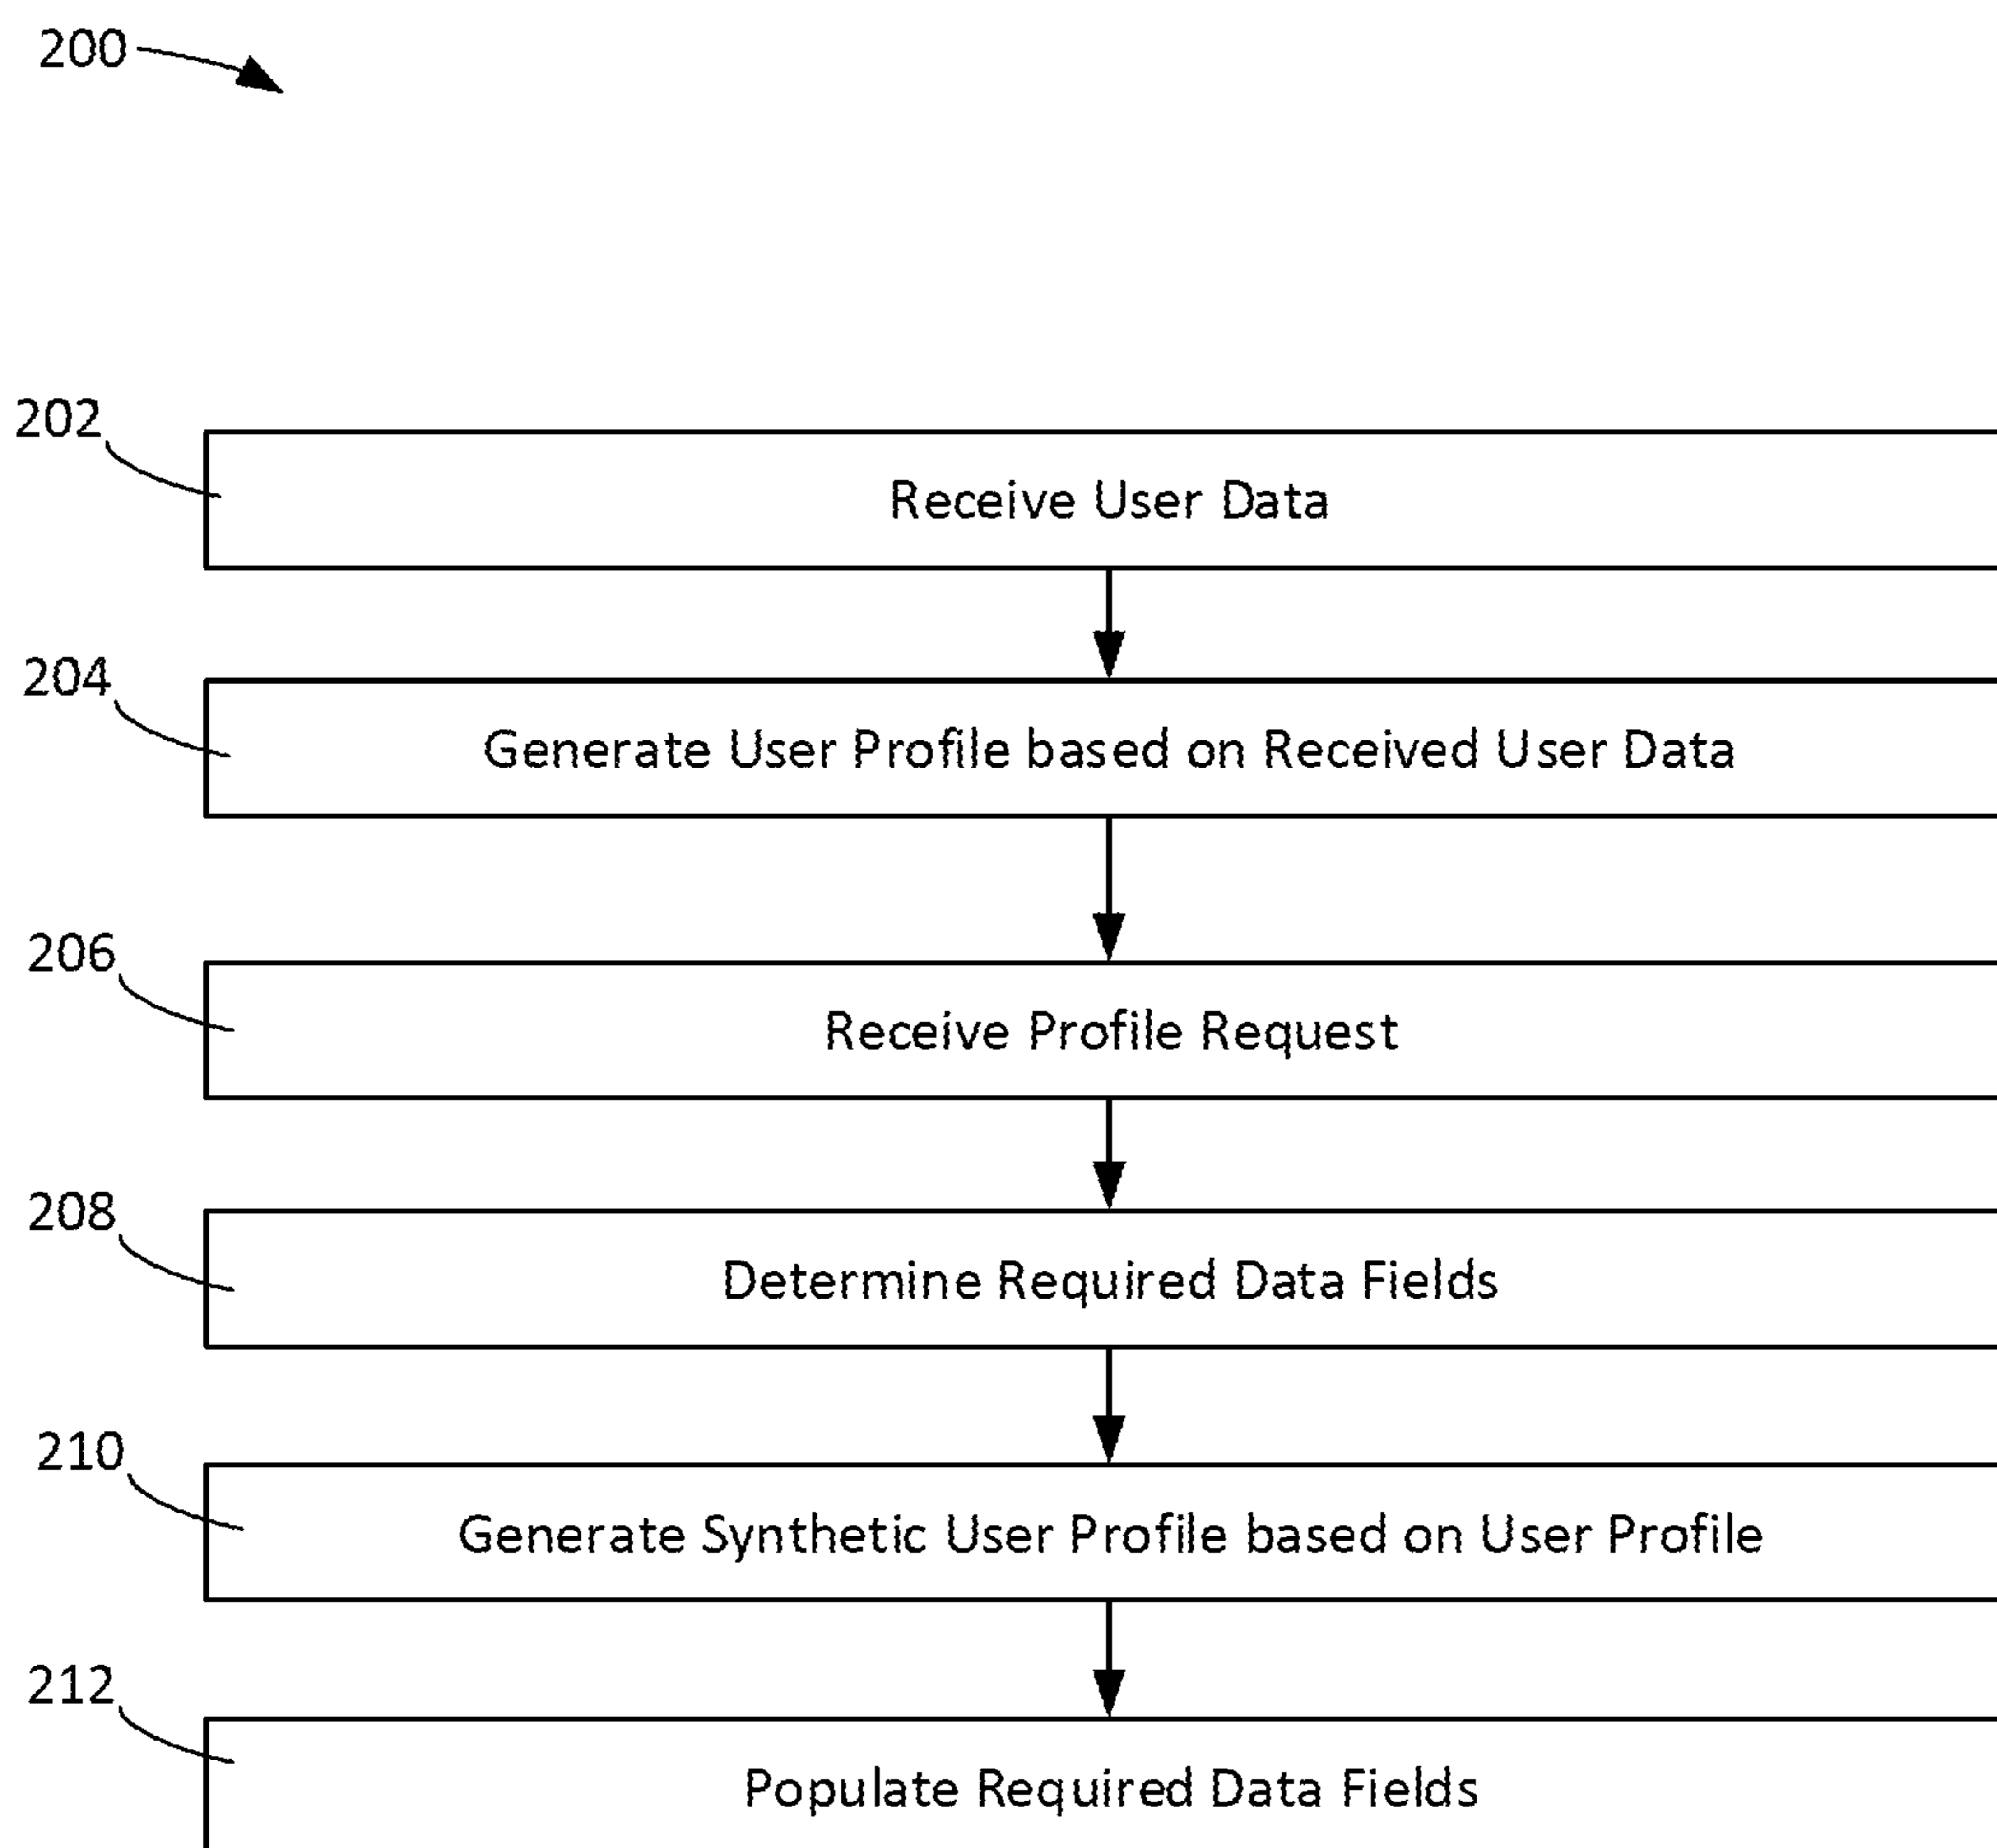 200
202
Receive User Data
204
Generate User Profile based on Received User Data
206
Receive Profile Request
208
Determine Required Data Fields
210
Generate Synthetic User Profile based on User Profile
212
Populate Required Data Fields